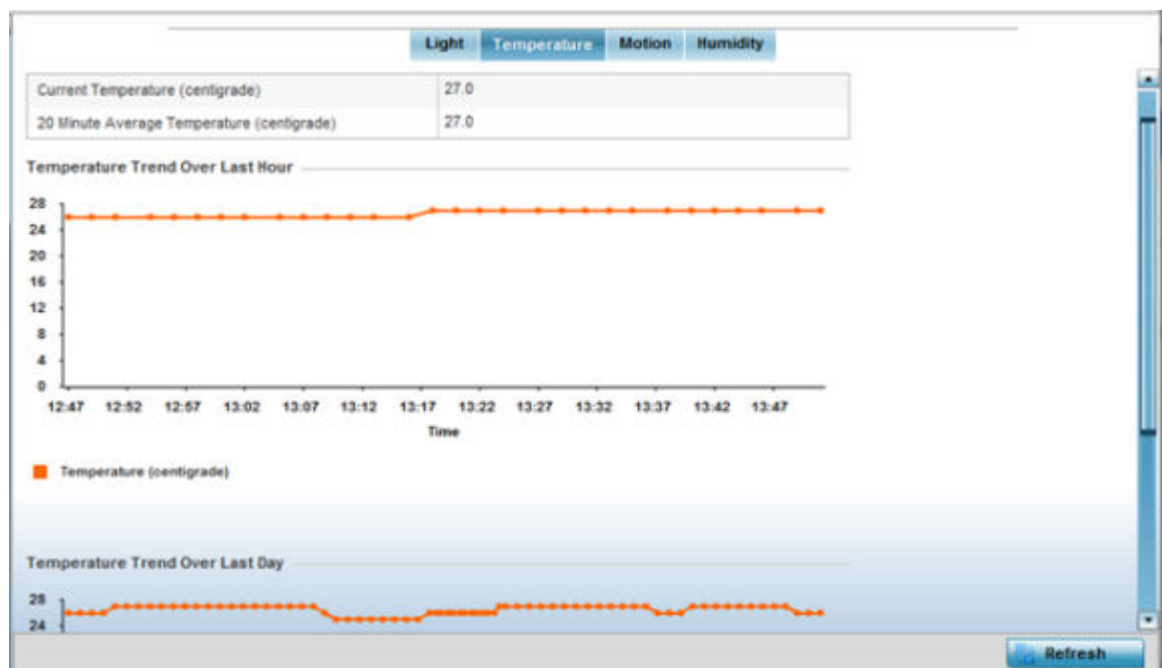 Light Temperature Motion Humidity
Current Temperature (centigrade) 27.0
20 Minute Average Temperature (centigrade) 27.0
Temperature Trend Over Last Hour
28
24
20
16
12
8
4
0
12:47 12:52 12:57 13:02 13:07 13:12 13:17 13:22 13:27 13:32 13:37 13:42 13:47
Time
Temperature (centigrade)
Temperature Trend Over Last Day
28
24
Refresh